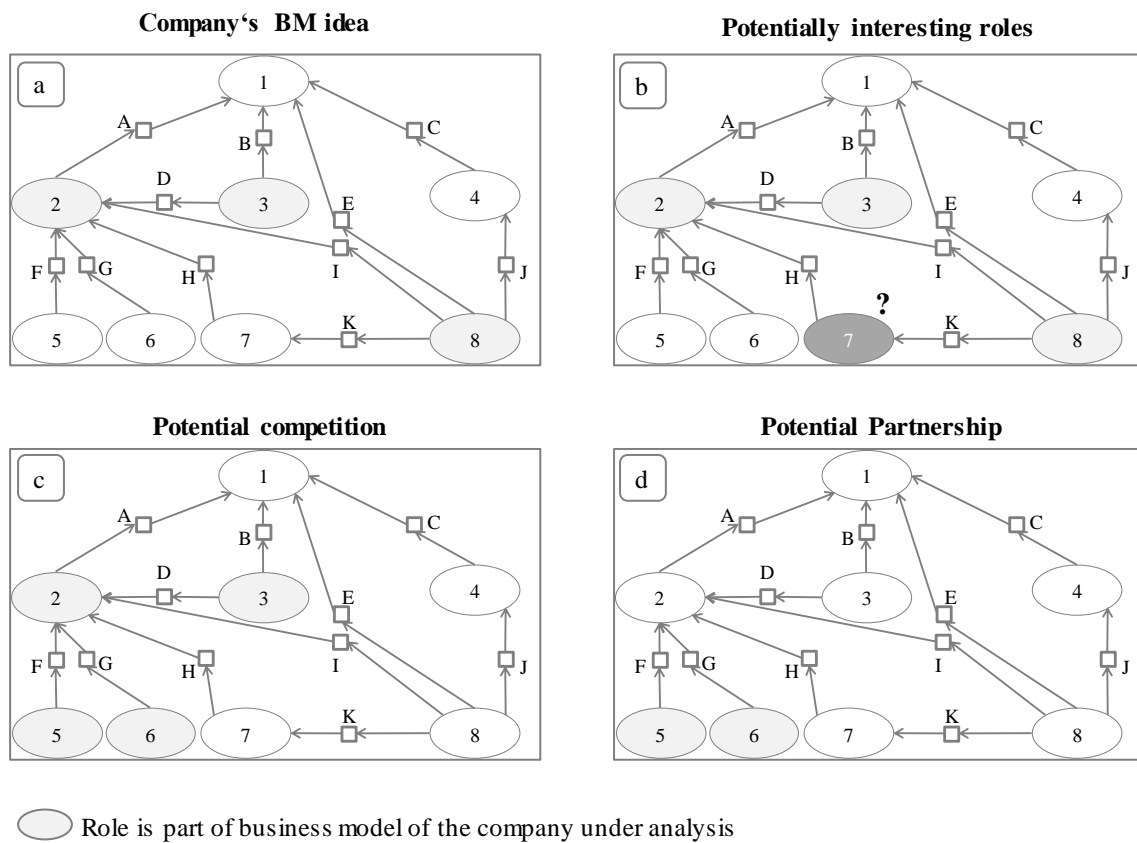 Company‘s BM idea
Potentially interesting roles
a
1
A
B
C
D
2
3
4
E
I
F
G
H
J
K
5
6
7
8
b
1
A
B
C
D
2
3
4
E
I
F
G
H
J
?
K
5
6
7
8
Potential competition
Potential Partnership
c
1
A
B
C
D
2
3
4
E
I
F
G
H
J
K
5
6
7
8
d
1
A
B
C
D
2
3
4
E
I
F
G
H
J
K
5
6
7
8
Role is part of business model of the company under analysis